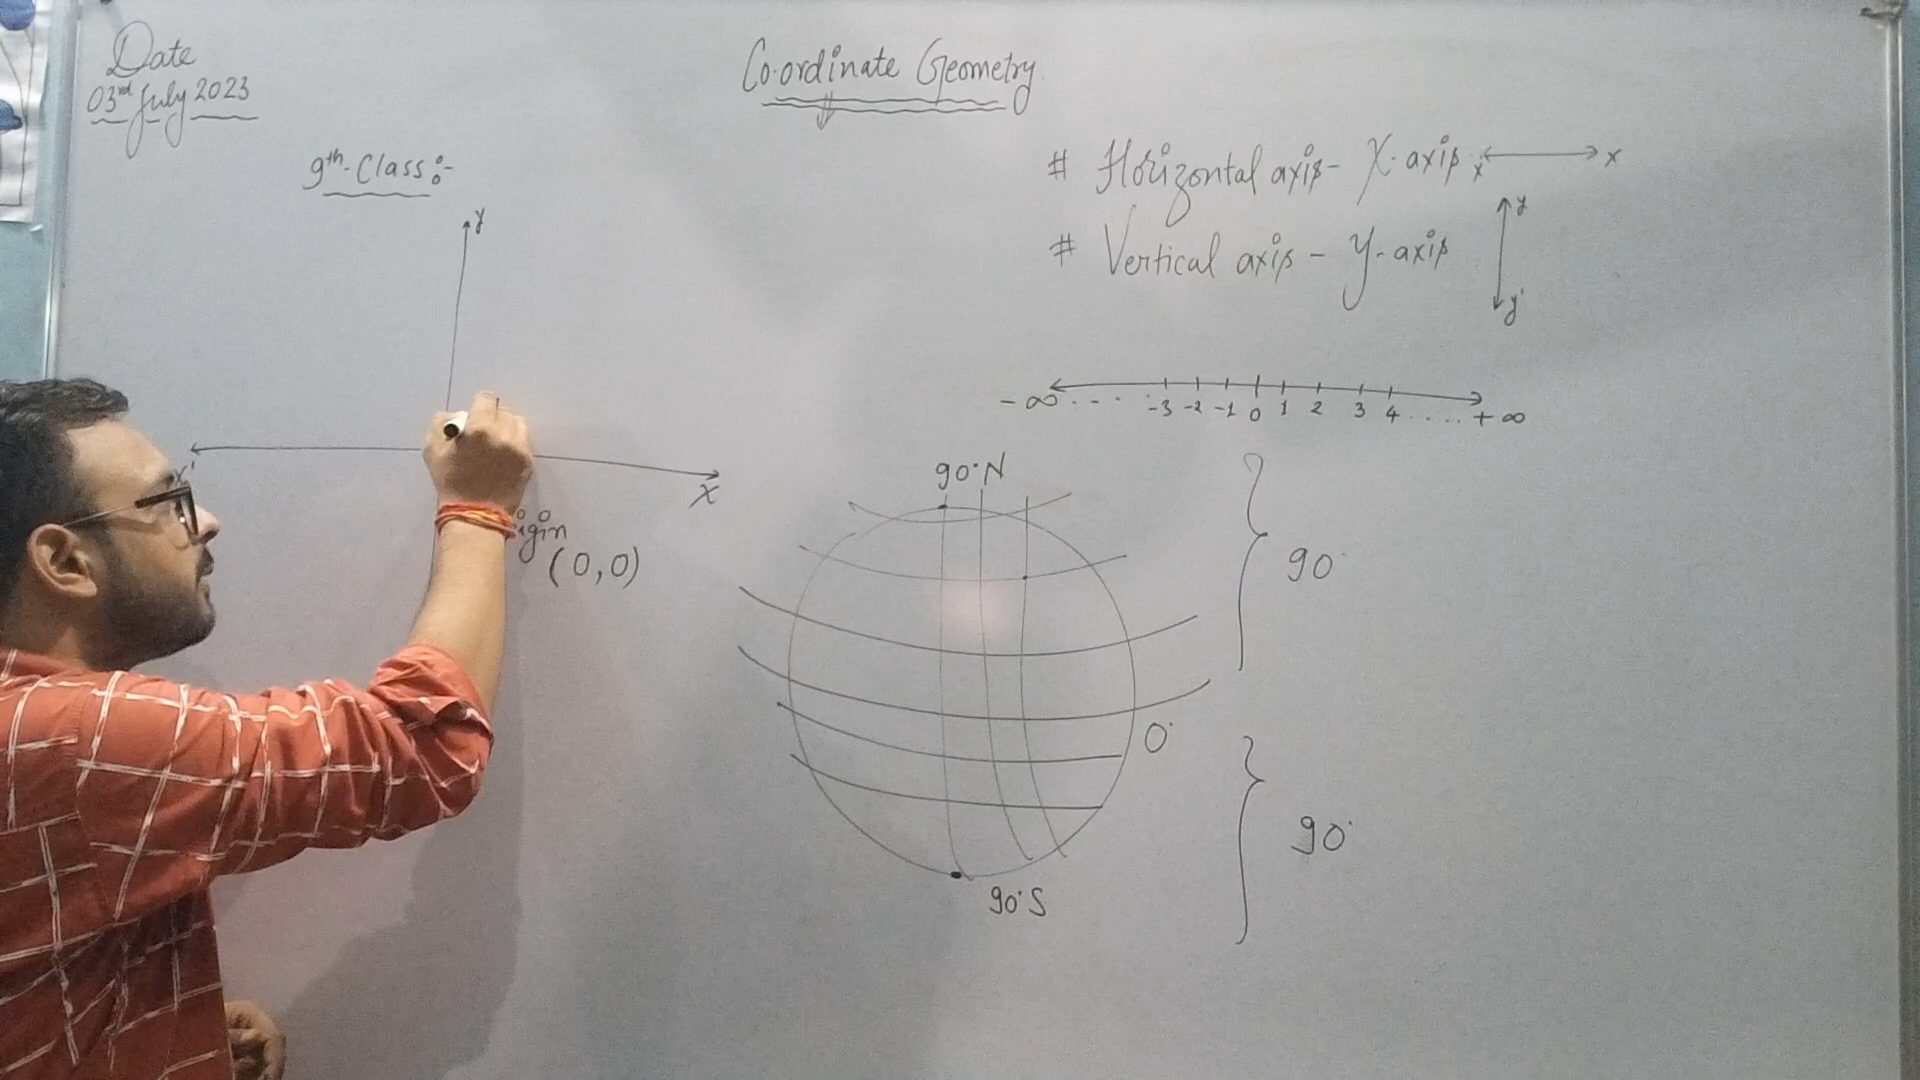 Date
03rd July 2023
Co-ordinate Geometry
9th Class:-
# Horizontal axis - X-axis x' x
# Vertical axis - Y-axis y y'
y
x' X
(0,0)
-∞ .... -3 -2 -1 0 1 2 3 4 ..... +∞
90°N
90°
0°
90°
90°S